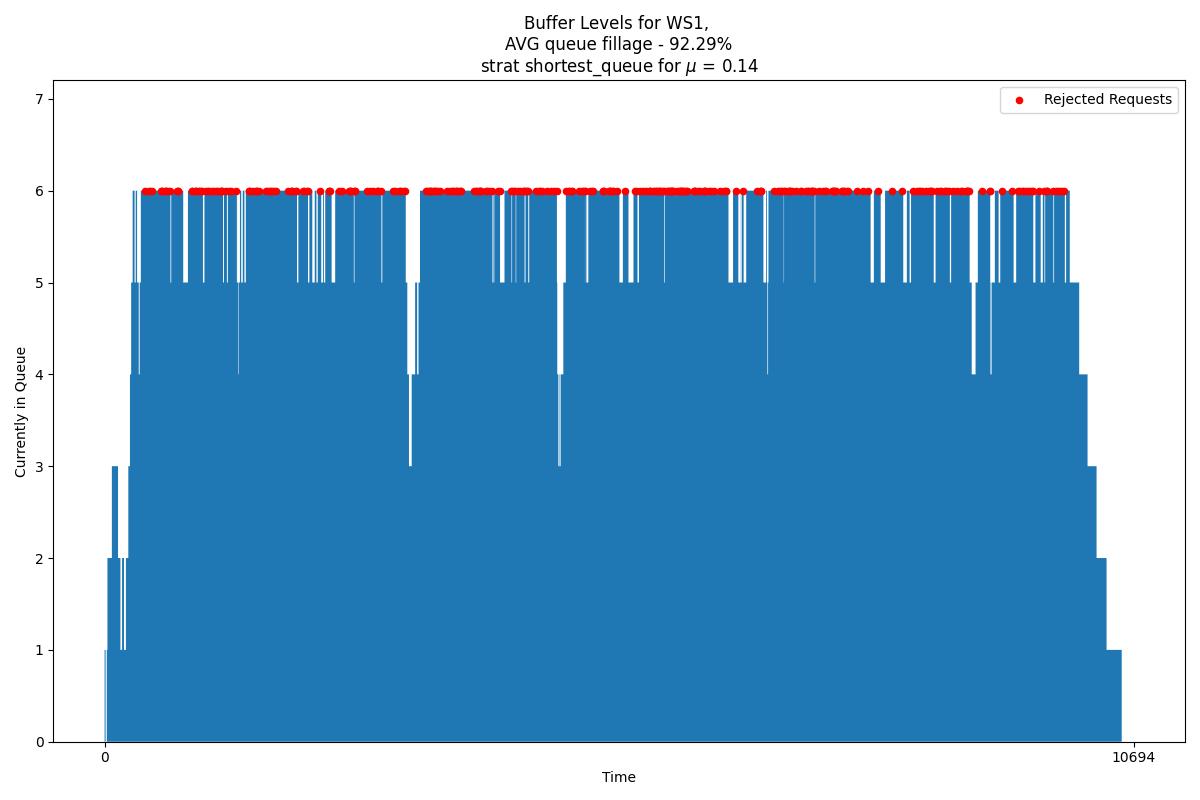 Buffer Levels for WS1,
AVG queue fillage - 92.29%
strat shortest_queue for μ = 0.14
Rejected Requests
7
6
5
4
3
2
1
0
Currently in Queue
0
10694
Time